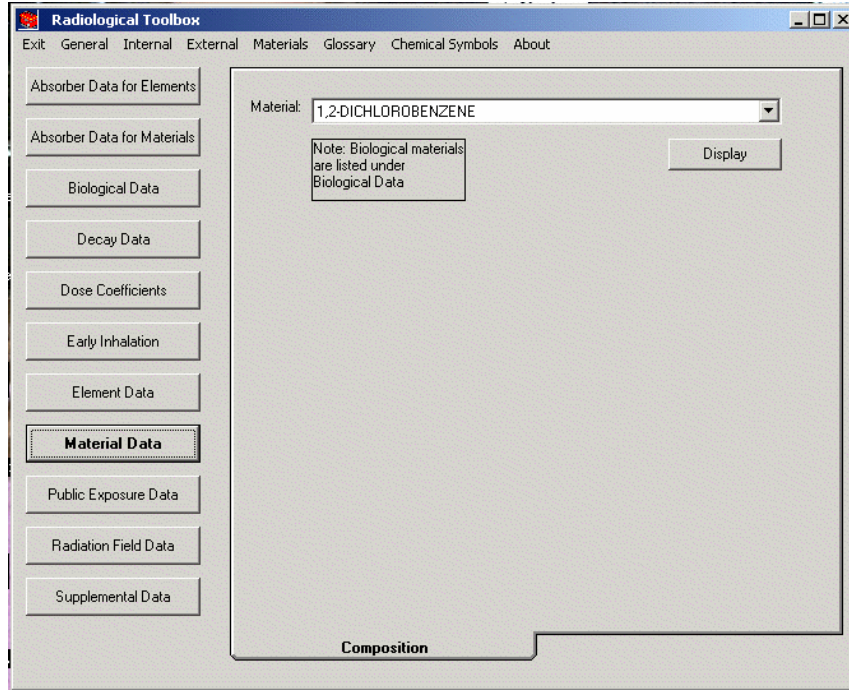 Radiological Toolbox
Exit General Internal External Materials Glossary Chemical Symbols About
Absorber Data for Elements
Absorber Data for Materials
Biological Data
Decay Data
Dose Coefficients
Early Inhalation
Element Data
Material Data
Public Exposure Data
Radiation Field Data
Supplemental Data
Material: 1,2-DICHLOROBENZENE
Note: Biological materials
are listed under
Biological Data
Display
Composition